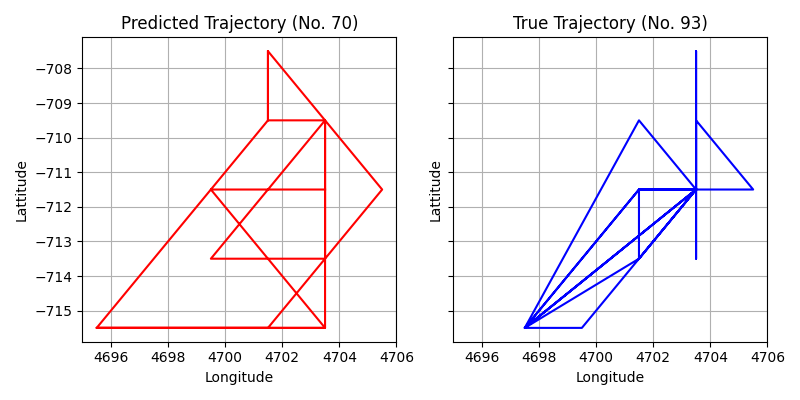 Predicted Trajectory (No. 70)
True Trajectory (No. 93)
−708
−709
−710
−711
−712
−713
−714
−715
Lattitude
Lattitude
4696 4698 4700 4702 4704 4706
4696 4698 4700 4702 4704 4706
Longitude
Longitude